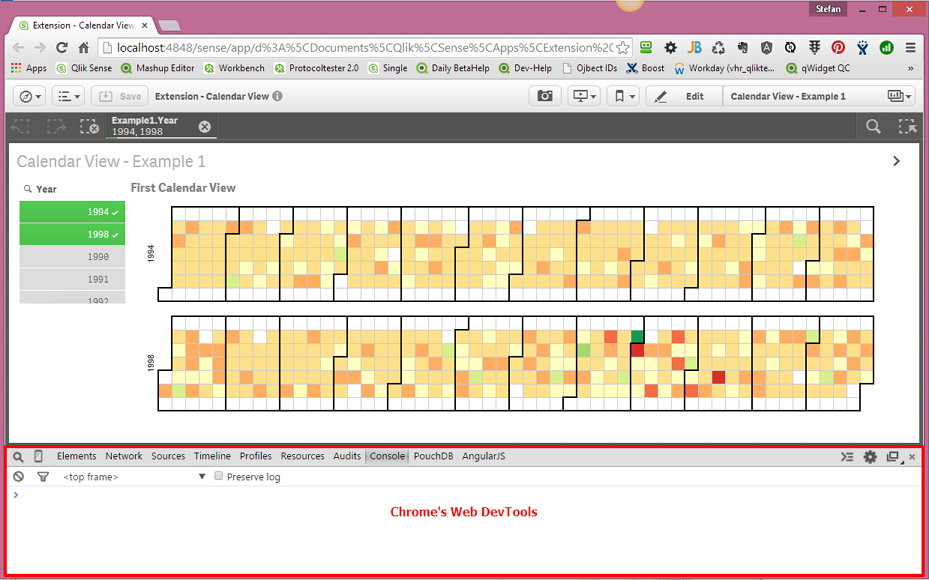 Stefan
Extension - Calendar View
localhost:4848/sense/app/d%3A%5CDocuments%5CQlik%5CSense%5CApps%5CExtension%20
Apps Qlik Sense Mashup Editor Workbench Protocoltester 2.0 Single Daily BetaHelp Dev-Help Ojbect IDs Boost Workday (vhr_qlikte... qWidget QC »
Save Extension - Calendar View Edit Calendar View - Example 1
Example1.Year
1994, 1998
Calendar View - Example 1
Year First Calendar View
1994
1998
1990
1991
1992
1994
1998
Elements Network Sources Timeline Profiles Resources Audits Console PouchDB AngularJS
<top frame> Preserve log
Chrome's Web DevTools